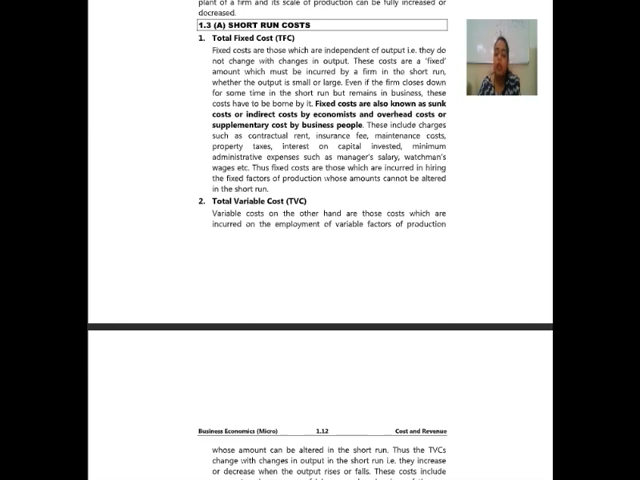 plant of a firm and its scale of production can be fully increased or
decreased.
1.3 (A) SHORT RUN COSTS
1. Total Fixed Cost (TFC)
Fixed costs are those which are independent of output i.e. they do
not change with changes in output. These costs are a 'fixed'
amount which must be incurred by a firm in the short run,
whether the output is small or large. Even if the firm closes down
for some time in the short run but remains in business, these
costs have to be borne by it. Fixed costs are also known as sunk
costs or indirect costs by economists and overhead costs or
supplementary cost by business people. These include charges
such as contractual rent, insurance fee, maintenance costs,
property taxes, interest on capital invested, minimum
administrative expenses such as manager's salary, watchman's
wages etc. Thus fixed costs are those which are incurred in hiring
the fixed factors of production whose amounts cannot be altered
in the short run.
2. Total Variable Cost (TVC)
Variable costs on the other hand are those costs which are
incurred on the employment of variable factors of production
Business Economics (Micro) 1.12 Cost and Revenue
whose amount can be altered in the short run. Thus the TVCs
change with changes in output in the short run i.e. they increase
or decrease when the output rises or falls. These costs include